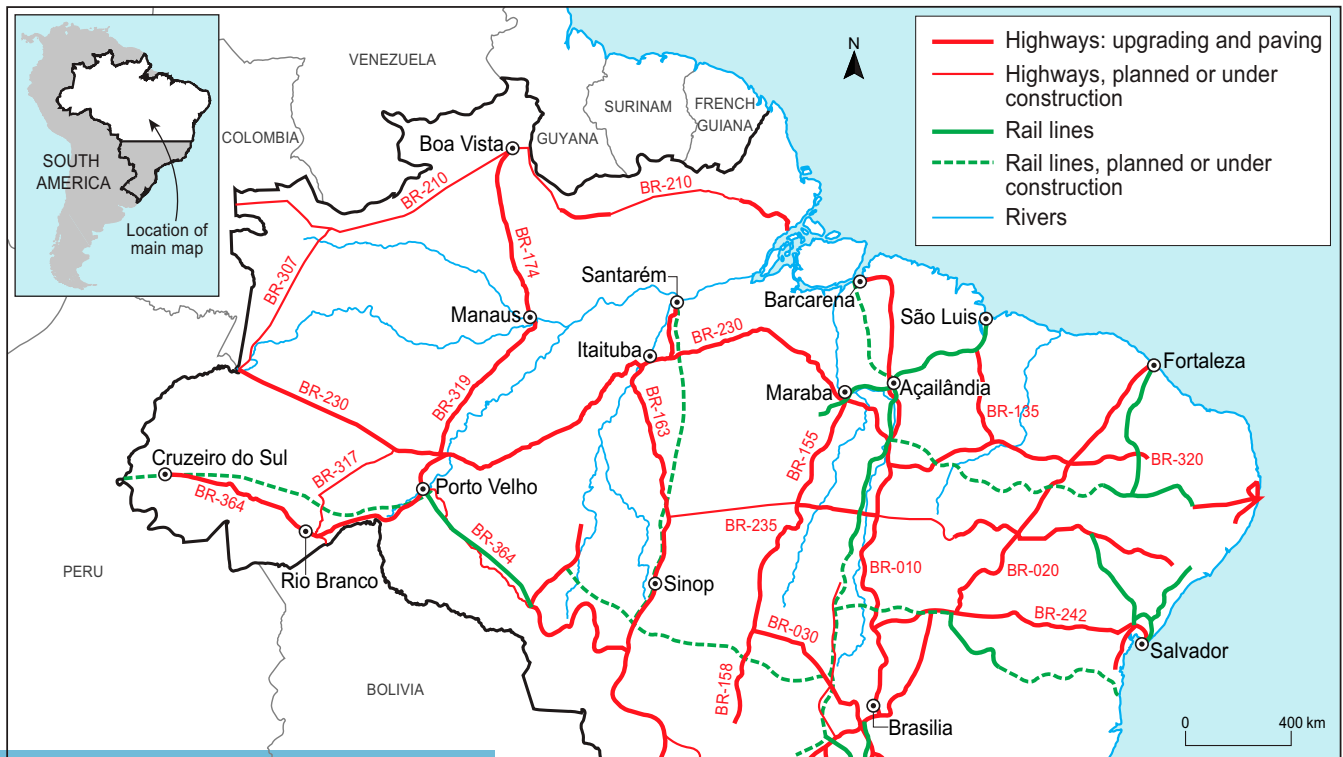 SOUTH
AMERICA
Location of
main map
VENEZUELA
COLOMBIA
GUYANA
SURINAM
FRENCH
GUIANA
N
Highways: upgrading and paving
Highways, planned or under
construction
Rail lines
Rail lines, planned or under
construction
Rivers
Boa Vista
BR-210
BR-210
BR-174
BR-307
Santarém
Manaus
Barcarena
São Luis
Itaituba
BR-230
Fortaleza
BR-230
BR-319
BR-163
Maraba
Açailândia
BR-135
BR-155
Cruzeiro do Sul
BR-317
BR-320
BR-364
Porto Velho
BR-364
BR-235
Rio Branco
PERU
Sinop
BR-010
BR-020
BR-242
BR-030
Salvador
BR-158
BOLIVIA
Brasilia
0 400 km